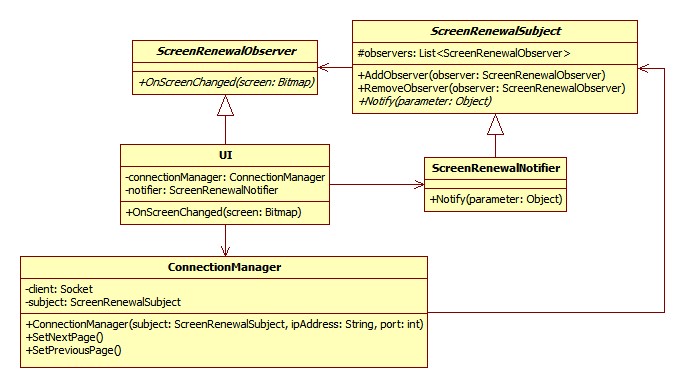 ScreenRenewalObserver
+OnScreenChanged(screen: Bitmap)
ScreenRenewalSubject
#observers: List<ScreenRenewalObserver>
+AddObserver(observer: ScreenRenewalObserver)
+RemoveObserver(observer: ScreenRenewalObserver)
+Notify(parameter: Object)
UI
-connectionManager: ConnectionManager
-notifier: ScreenRenewalNotifier
+OnScreenChanged(screen: Bitmap)
ScreenRenewalNotifier
+Notify(parameter: Object)
ConnectionManager
-client: Socket
-subject: ScreenRenewalSubject
+ConnectionManager(subject: ScreenRenewalSubject, ipAddress: String, port: int)
+SetNextPage()
+SetPreviousPage()